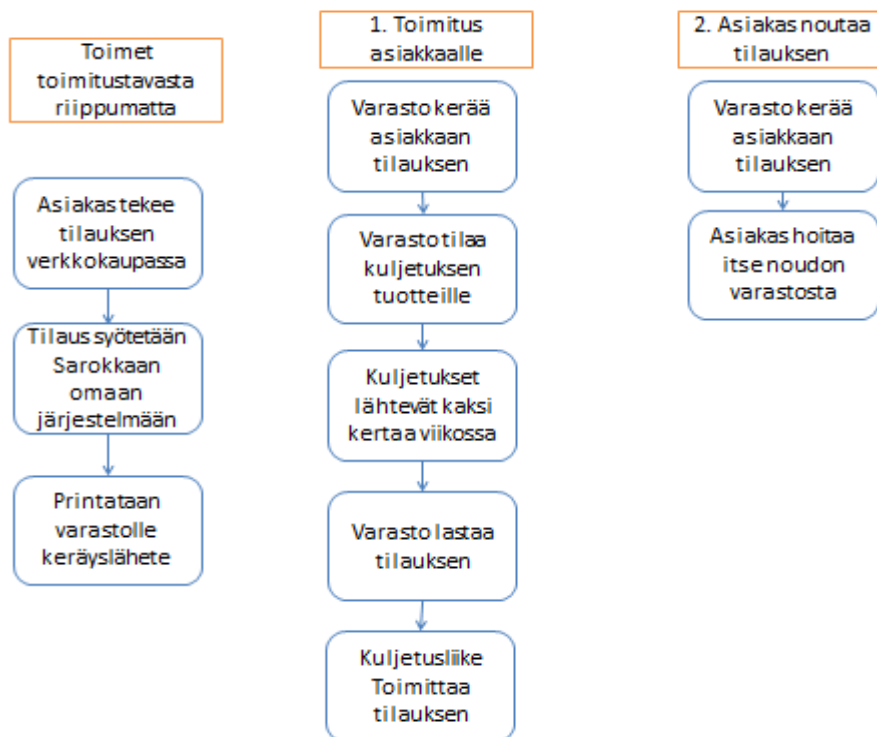 Toimet
toimitustavasta
riippumatta
Asiakas tekee
tilauksen
verkkokaupassa
Tilaus syötetään
Sarokkaan
omaan
järjestelmään
Printataan
varastolle
keräyslähete
1. Toimitus
asiakkaalle
Varasto kerää
asiakkaan
tilauksen
Varasto tilaa
kuljetuksen
tuotteille
Kuljetukset
lähtevät kaksi
kertaa viikossa
Varasto lastaa
tilauksen
Kuljetusliike
Toimittaa
tilauksen
2. Asiakas noutaa
tilauksen
Varasto kerää
asiakkaan
tilauksen
Asiakas hoitaa
itse noudon
varastosta